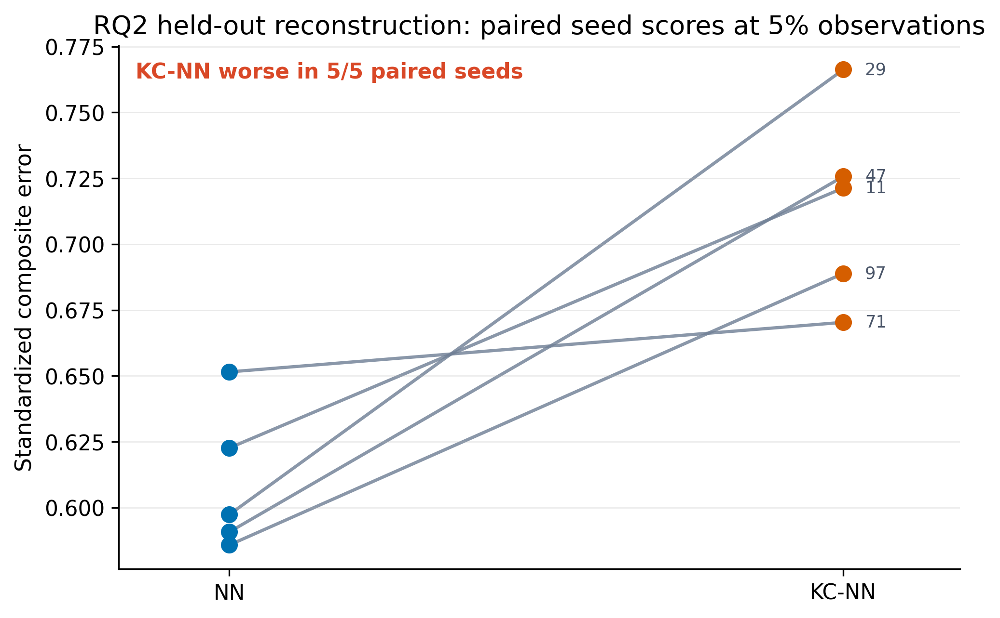 RQ2 held-out reconstruction: paired seed scores at 5% observations
KC-NN worse in 5/5 paired seeds
Standardized composite error
0.775
0.750
0.725
0.700
0.675
0.650
0.625
0.600
29
47
11
97
71
NN
KC-NN